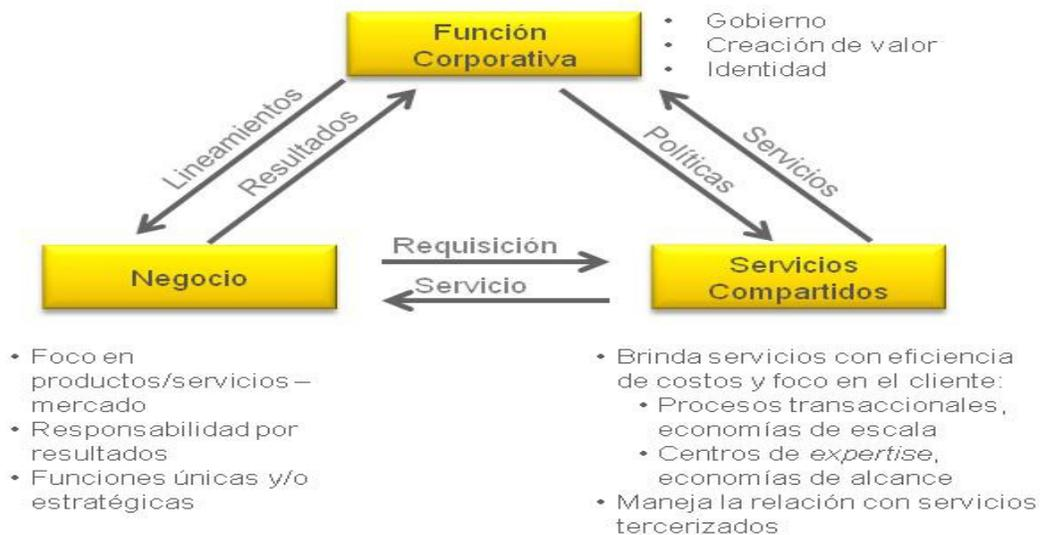 Función
Corporativa
• Gobierno
• Creación de valor
• Identidad
Lineamientos
Resultados
Políticas
Servicios
Negocio
Requisición
Servicio
Servicios
Compartidos
• Foco en
productos/servicios –
mercado
• Responsabilidad por
resultados
• Funciones únicas y/o
estratégicas
• Brinda servicios con eficiencia
de costos y foco en el cliente:
• Procesos transaccionales,
economías de escala
• Centros de expertise,
economías de alcance
• Maneja la relación con servicios
tercerizados